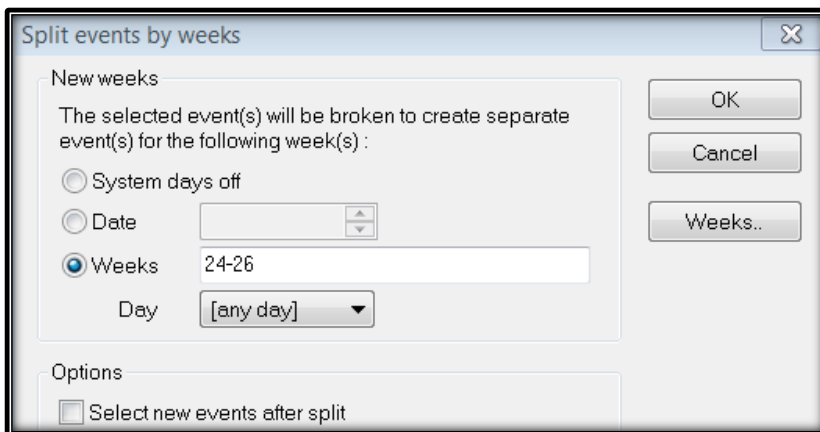 Split events by weeks
New weeks
The selected event(s) will be broken to create separate
event(s) for the following week(s) :
System days off
Date
Weeks 24-26
Day [any day]
Options
Select new events after split
OK
Cancel
Weeks..